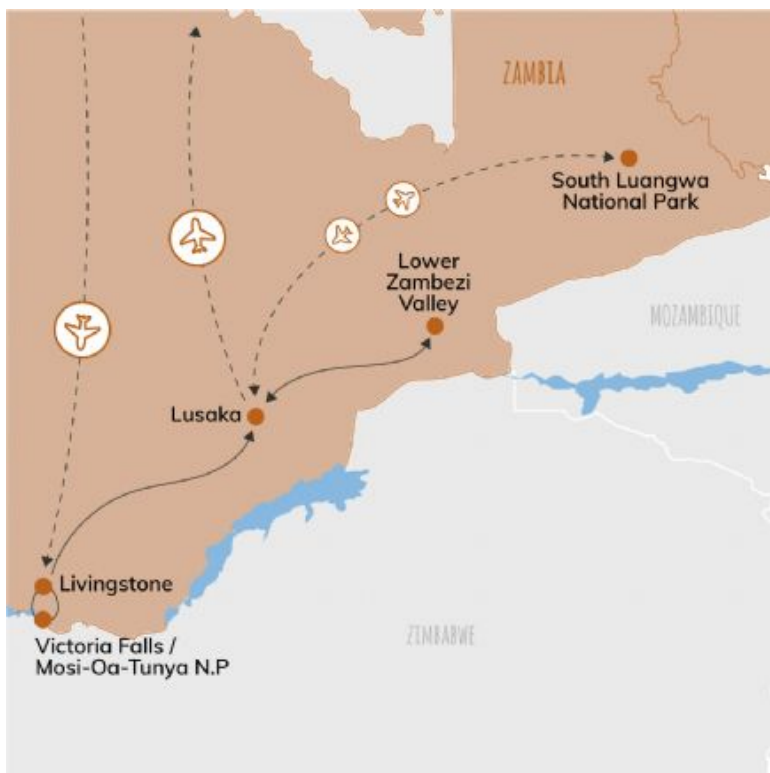 ZAMBIA
South Luangwa
National Park
Lower
Zambezi
Valley
MOZAMBIQUE
Lusaka
Livingstone
ZIMBABWE
Victoria Falls /
Mosi-Oa-Tunya N.P